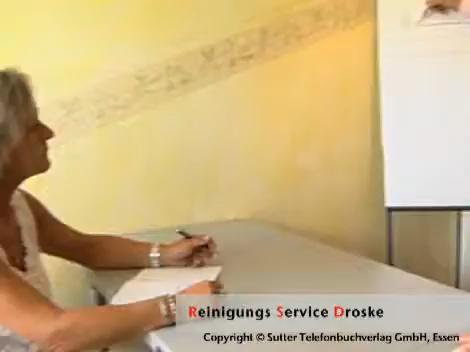 Reinigungs Service Droske
Copyright © Sutter Telefonbuchverlag GmbH, Essen